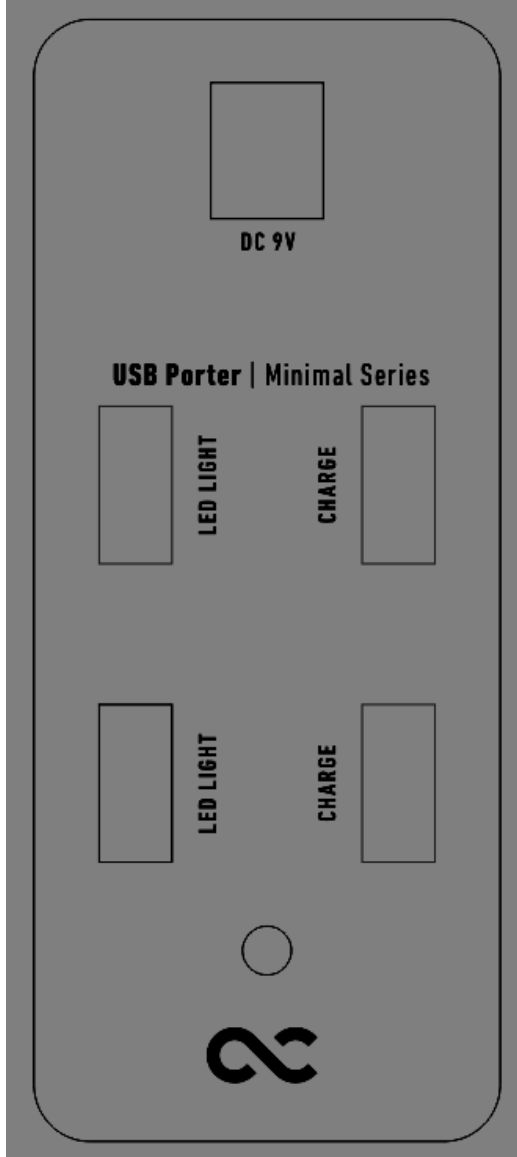 DC 9V
USB Porter | Minimal Series
LED LIGHT
CHARGE
LED LIGHT
CHARGE